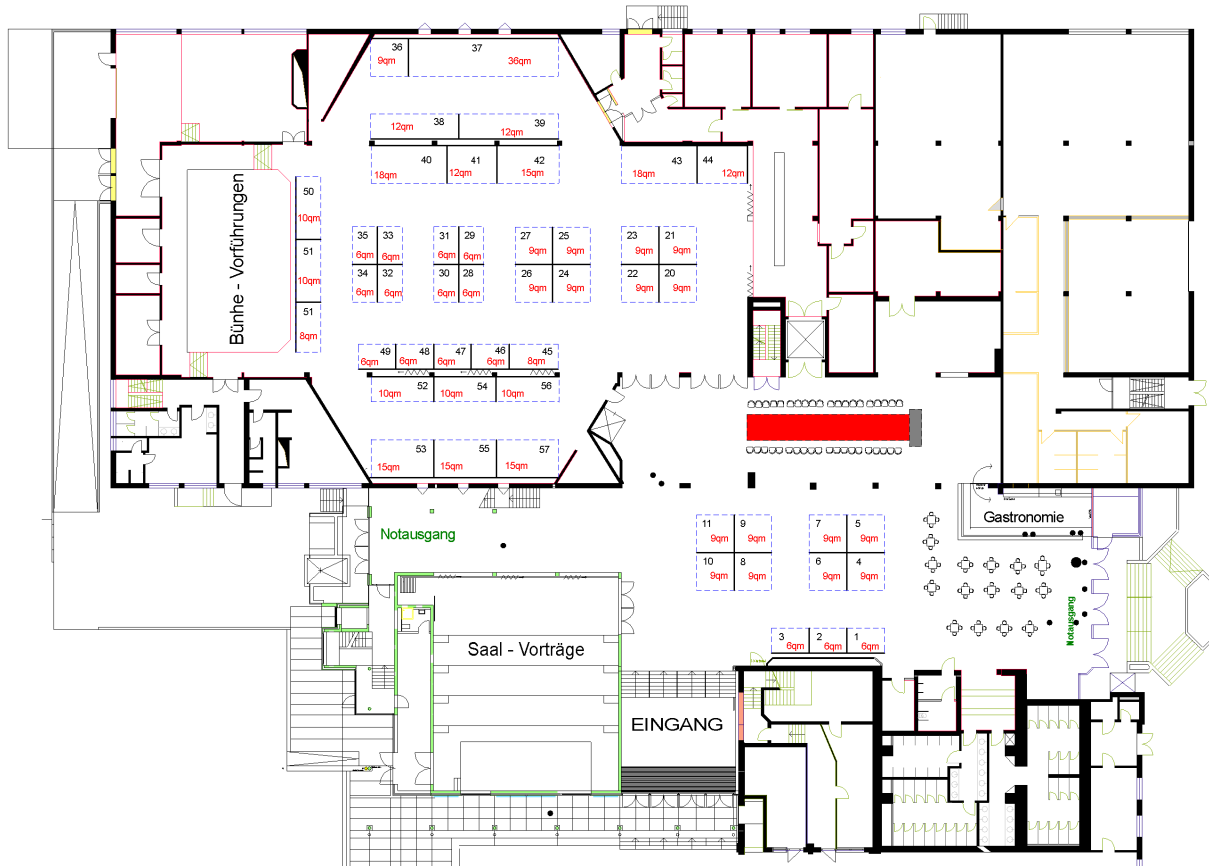 36
37
9qm
36qm
38
39
12qm
12qm
40
41
42
18qm
12qm
15qm
43
44
18qm
12qm
Bünhe - Vorführungen
50
10qm
51
10qm
51
8qm
35
33
6qm
6qm
34
32
6qm
6qm
31
29
6qm
6qm
30
28
6qm
6qm
27
25
9qm
9qm
26
24
9qm
9qm
23
21
9qm
9qm
22
20
9qm
9qm
49
48
47
46
45
6qm
6qm
6qm
6qm
8qm
52
54
56
10qm
10qm
10qm
53
55
57
15qm
15qm
15qm
Notausgang
11
9
9qm
9qm
10
8
9qm
9qm
7
5
9qm
9qm
6
4
9qm
9qm
Gastronomie
Notausgang
3
2
1
6qm
6qm
6qm
Saal - Vorträge
EINGANG